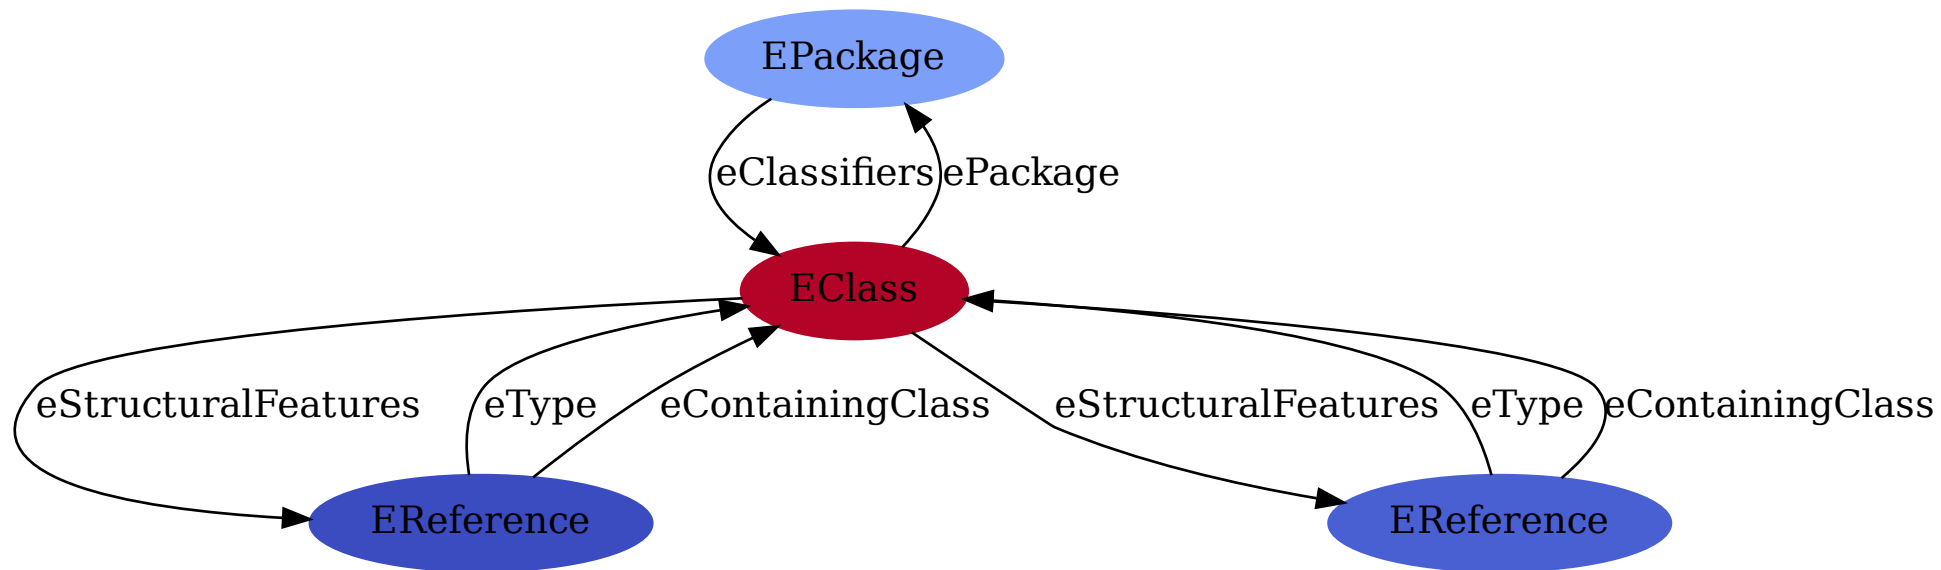 EPackage
eClassifiers
ePackage
EClass
eStructuralFeatures
eType
eContainingClass
eStructuralFeatures
eType
eContainingClass
EReference
EReference